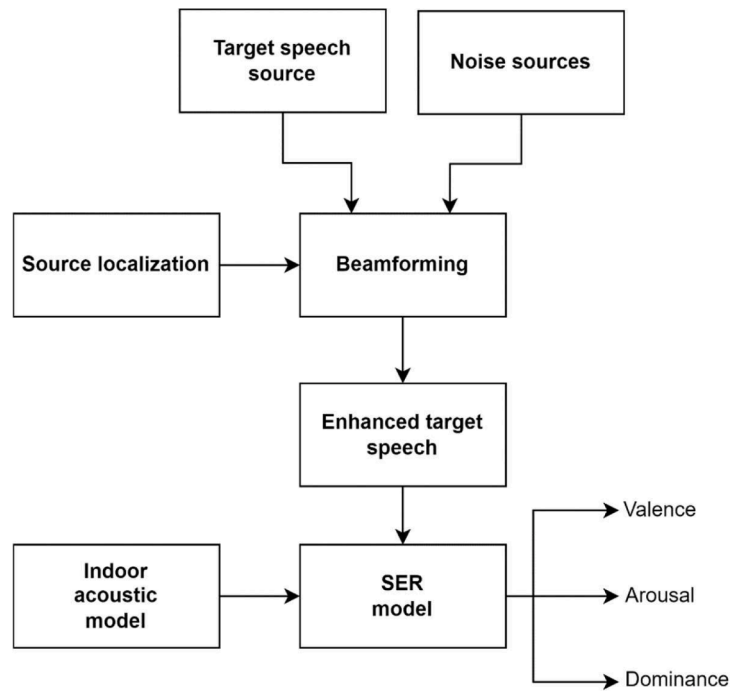 Target speech
source
Noise sources
Source localization
Beamforming
Enhanced target
speech
Indoor
acoustic
model
SER
model
Valence
Arousal
Dominance